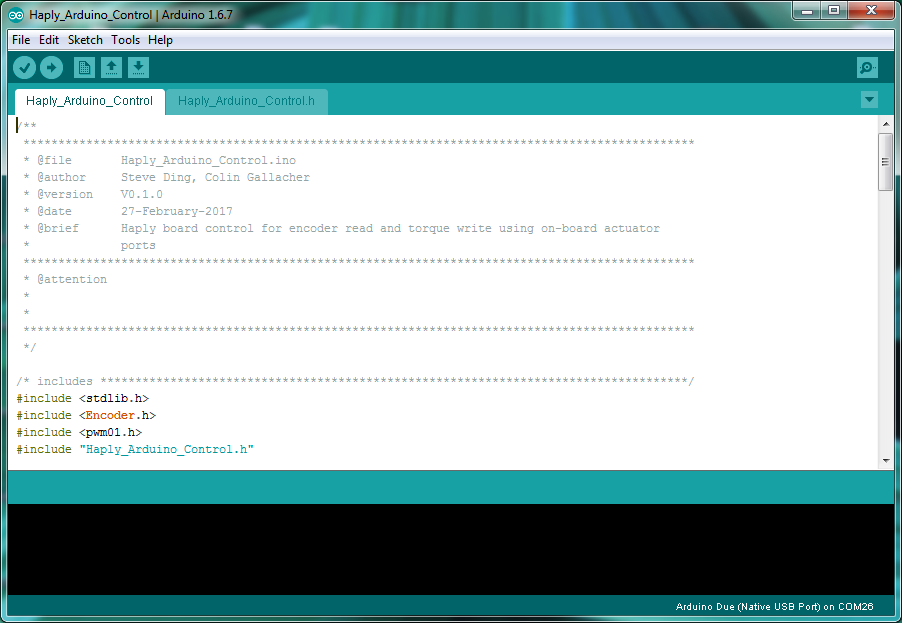 Haply_Arduino_Control | Arduino 1.6.7
File Edit Sketch Tools Help
Haply_Arduino_Control Haply_Arduino_Control.h
/**
************************************************************************************************
* @file Haply_Arduino_Control.ino
* @author Steve Ding, Colin Gallacher
* @version V0.1.0
* @date 27-February-2017
* @brief Haply board control for encoder read and torque write using on-board actuator
* ports
************************************************************************************************
* @attention
*
*
************************************************************************************************
*/
/* includes ************************************************************************************/
#include <stdlib.h>
#include <Encoder.h>
#include <pwm01.h>
#include "Haply_Arduino_Control.h"
Arduino Due (Native USB Port) on COM26